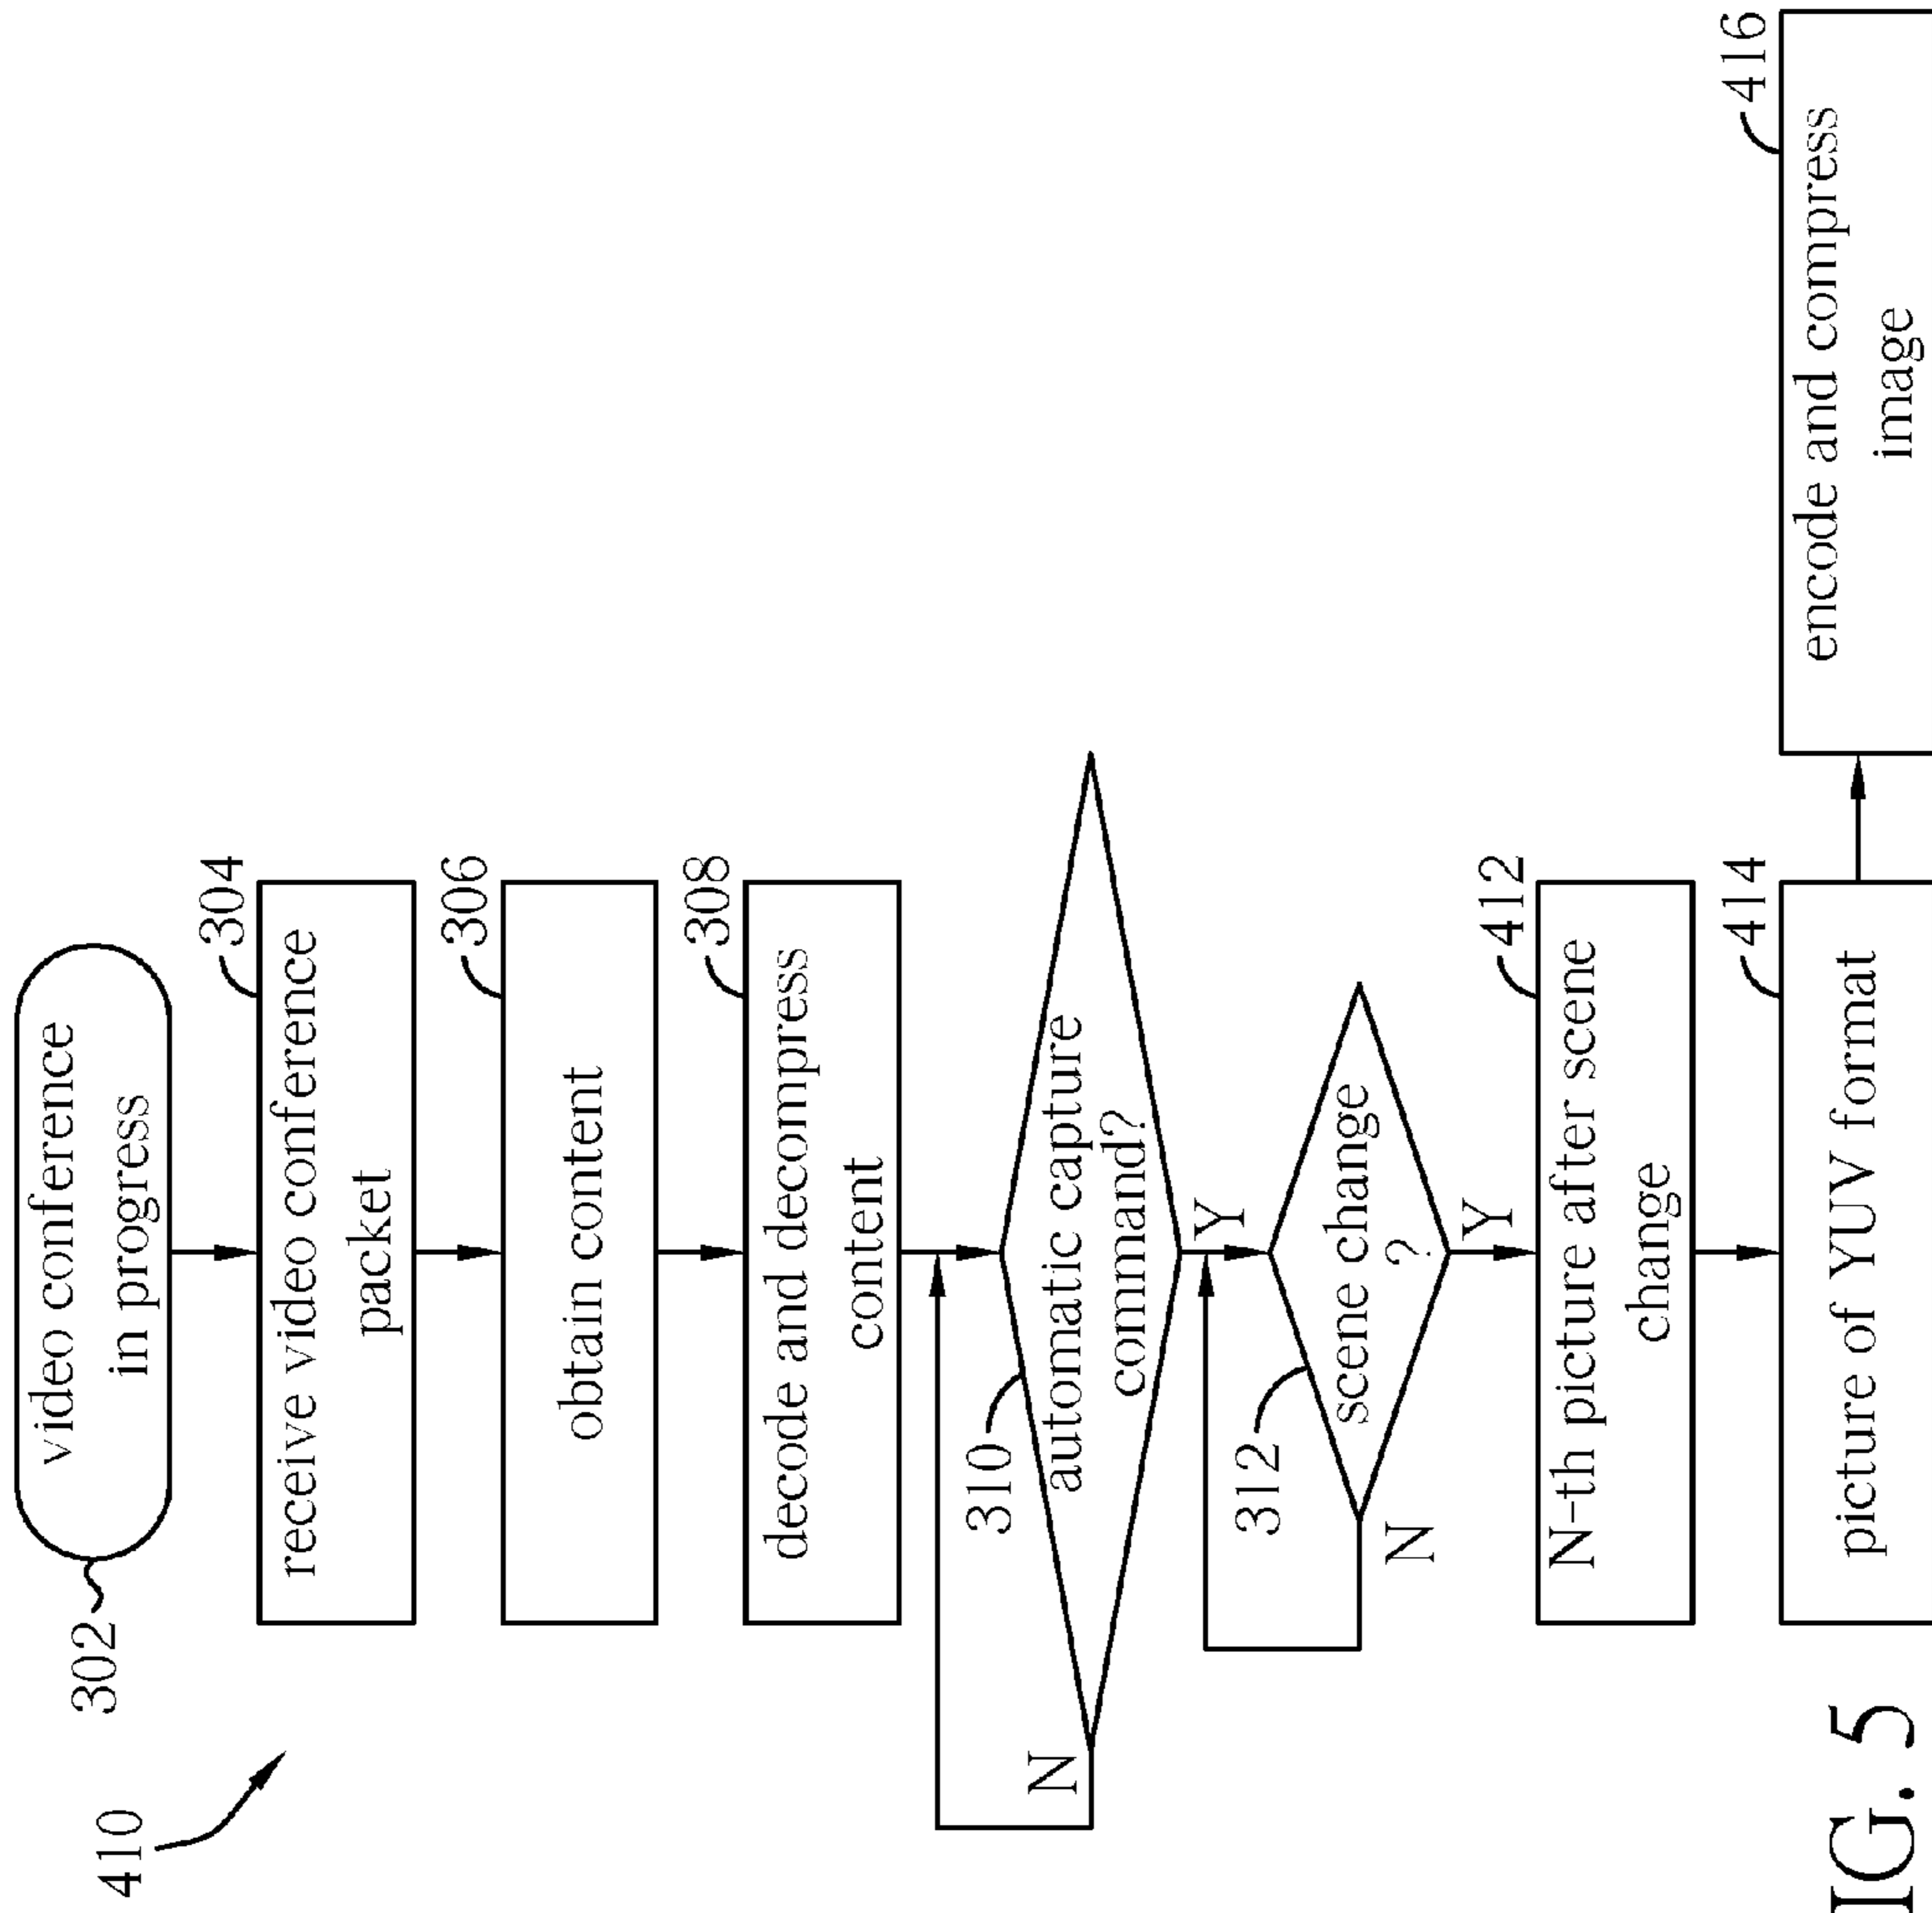 410
302
video conference
in progress
304
receive video conference
packet
306
obtain content
308
decode and decompress
content
310
automatic capture
command?
N
Y
312
scene change
?
N
Y
412
N-th picture after scene
change
414
picture of YUV format
416
encode and compress
image
IG. 5